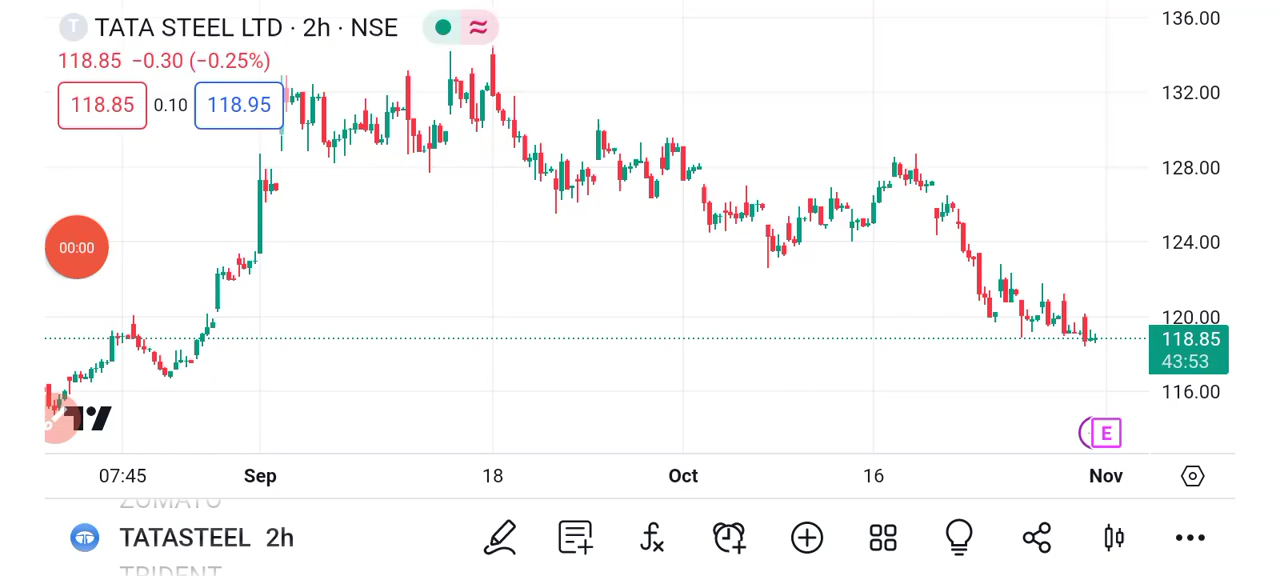 T TATA STEEL LTD · 2h · NSE
118.85 −0.30 (−0.25%)
118.85 0.10 118.95
136.00
132.00
128.00
124.00
120.00
118.85
43:53
116.00
00:00
E
07:45 Sep 18 Oct 16 Nov
ZOMATO
TATASTEEL 2h
TRIDENT